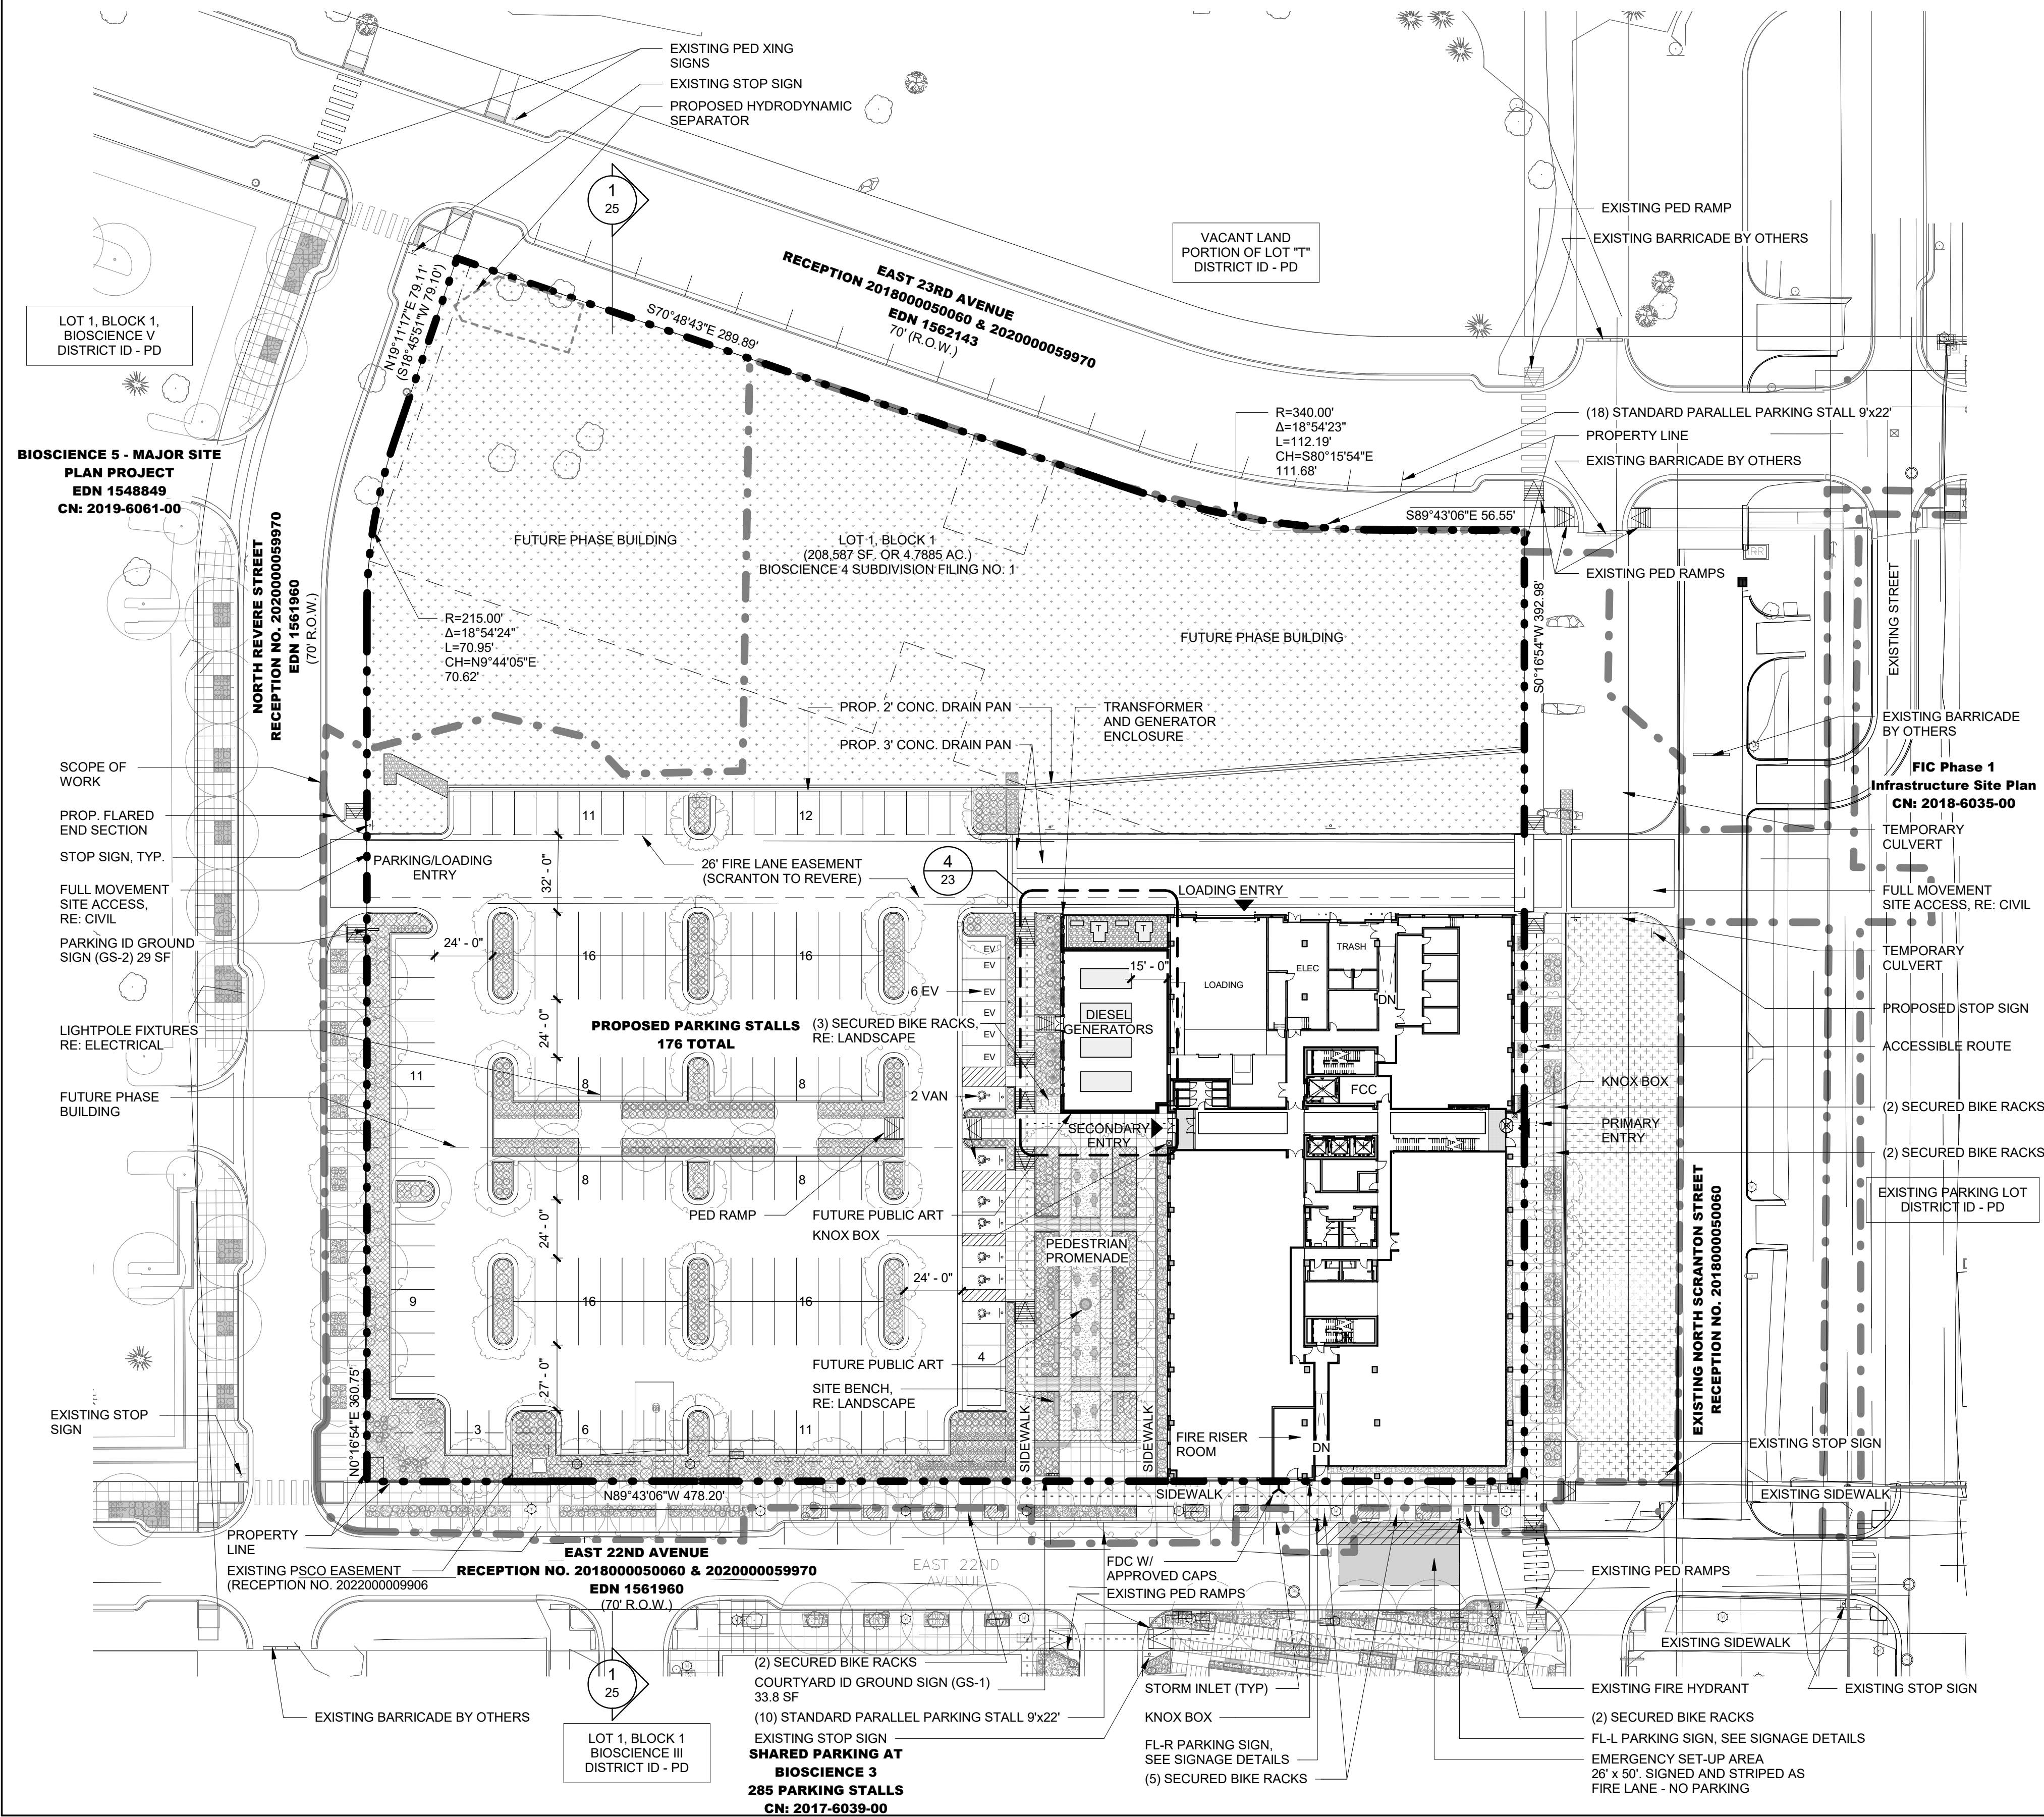 EXISTING PED XING
SIGNS
EXISTING STOP SIGN
PROPOSED HYDRODYNAMIC
SEPARATOR
1
25
VACANT LAND
PORTION OF LOT "T"
DISTRICT ID - PD
EXISTING PED RAMP
EXISTING BARRICADE BY OTHERS
EAST 23RD AVENUE
RECEPTION 2018000050060 & 2020000059970
EDN 1562143
70' (R.O.W.)
LOT 1, BLOCK 1,
BIOSCIENCE V
DISTRICT ID - PD
N19°11'17"E 79.11'
(S18°45'51"W 79.10')
S70°48'43"E 289.89'
R=340.00'
Δ=18°54'23"
L=112.19'
CH=S80°15'54"E
111.68'
(18) STANDARD PARALLEL PARKING STALL 9'x22'
PROPERTY LINE
EXISTING BARRICADE BY OTHERS
S89°43'06"E 56.55'
BIOSCIENCE 5 - MAJOR SITE
PLAN PROJECT
EDN 1548849
CN: 2019-6061-00
NORTH REVERE STREET
RECEPTION NO. 2020000059970
EDN 1561960
(70' R.O.W.)
FUTURE PHASE BUILDING
LOT 1, BLOCK 1
(208,587 SF. OR 4.7885 AC.)
BIOSCIENCE 4 SUBDIVISION FILING NO. 1
EXISTING PED RAMPS
EXISTING STREET
R=215.00'
Δ=18°54'24"
L=70.95'
CH=N9°44'05"E
70.62'
FUTURE PHASE BUILDING
S0°16'54"W 392.98'
PROP. 2' CONC. DRAIN PAN
PROP. 3' CONC. DRAIN PAN
TRANSFORMER
AND GENERATOR
ENCLOSURE
EXISTING BARRICADE
BY OTHERS
FIC Phase 1
Infrastructure Site Plan
CN: 2018-6035-00
SCOPE OF
WORK
PROP. FLARED
END SECTION
STOP SIGN, TYP.
FULL MOVEMENT
SITE ACCESS,
RE: CIVIL
PARKING ID GROUND
SIGN (GS-2) 29 SF
LIGHTPOLE FIXTURES
RE: ELECTRICAL
FUTURE PHASE
BUILDING
11
12
PARKING/LOADING
ENTRY
32' - 0"
26' FIRE LANE EASEMENT
(SCRANTON TO REVERE)
4
23
LOADING ENTRY
TEMPORARY
CULVERT
FULL MOVEMENT
SITE ACCESS, RE: CIVIL
TEMPORARY
CULVERT
PROPOSED STOP SIGN
ACCESSIBLE ROUTE
KNOX BOX
(2) SECURED BIKE RACKS
PRIMARY
ENTRY
(2) SECURED BIKE RACKS
EXISTING PARKING LOT
DISTRICT ID - PD
24' - 0"
16
16
EV
EV
EV
EV
EV
EV
6 EV
T
T
15' - 0"
LOADING
ELEC
TRASH
DN
24' - 0"
PROPOSED PARKING STALLS
176 TOTAL
(3) SECURED BIKE RACKS,
RE: LANDSCAPE
DIESEL
GENERATORS
FCC
11
8
8
2 VAN
SECONDARY
ENTRY
8
8
PED RAMP
FUTURE PUBLIC ART
KNOX BOX
24' - 0"
PEDESTRIAN
PROMENADE
24' - 0"
9
16
16
4
FUTURE PUBLIC ART
SITE BENCH,
RE: LANDSCAPE
27' - 0"
3
6
11
SIDEWALK
SIDEWALK
FIRE RISER
ROOM
DN
EXISTING NORTH SCRANTON STREET
RECEPTION NO. 2018000050060
EXISTING STOP SIGN
EXISTING SIDEWALK
EXISTING STOP
SIGN
N0°16'54"E 360.75'
N89°43'06"W 478.20'
SIDEWALK
PROPERTY
LINE
EXISTING PSCO EASEMENT
(RECEPTION NO. 2022000009906
EAST 22ND AVENUE
RECEPTION NO. 2018000050060 & 2020000059970
EDN 1561960
(70' R.O.W.)
EAST 22ND
AVENUE
FDC W/
APPROVED CAPS
EXISTING PED RAMPS
EXISTING PED RAMPS
EXISTING SIDEWALK
1
25
(2) SECURED BIKE RACKS
COURTYARD ID GROUND SIGN (GS-1)
33.8 SF
(10) STANDARD PARALLEL PARKING STALL 9'x22'
EXISTING STOP SIGN
SHARED PARKING AT
BIOSCIENCE 3
285 PARKING STALLS
CN: 2017-6039-00
EXISTING BARRICADE BY OTHERS
LOT 1, BLOCK 1
BIOSCIENCE III
DISTRICT ID - PD
STORM INLET (TYP)
KNOX BOX
FL-R PARKING SIGN,
SEE SIGNAGE DETAILS
(5) SECURED BIKE RACKS
EXISTING FIRE HYDRANT
EXISTING STOP SIGN
(2) SECURED BIKE RACKS
FL-L PARKING SIGN, SEE SIGNAGE DETAILS
EMERGENCY SET-UP AREA
26' x 50'. SIGNED AND STRIPED AS
FIRE LANE - NO PARKING